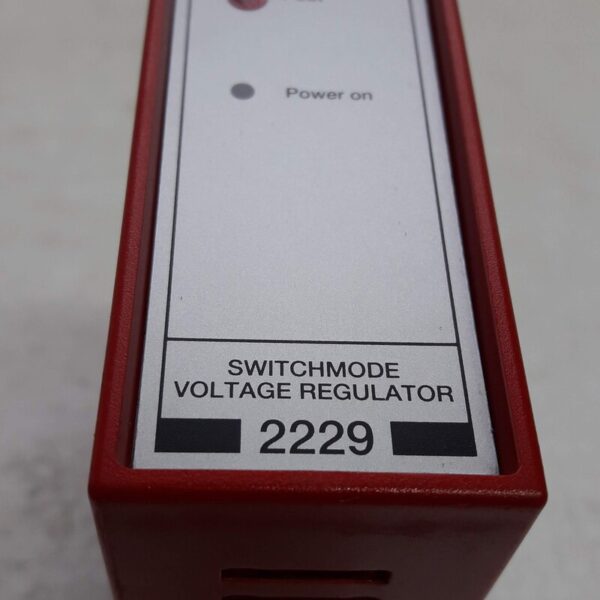 Power on
SWITCHMODE
VOLTAGE REGULATOR
2229